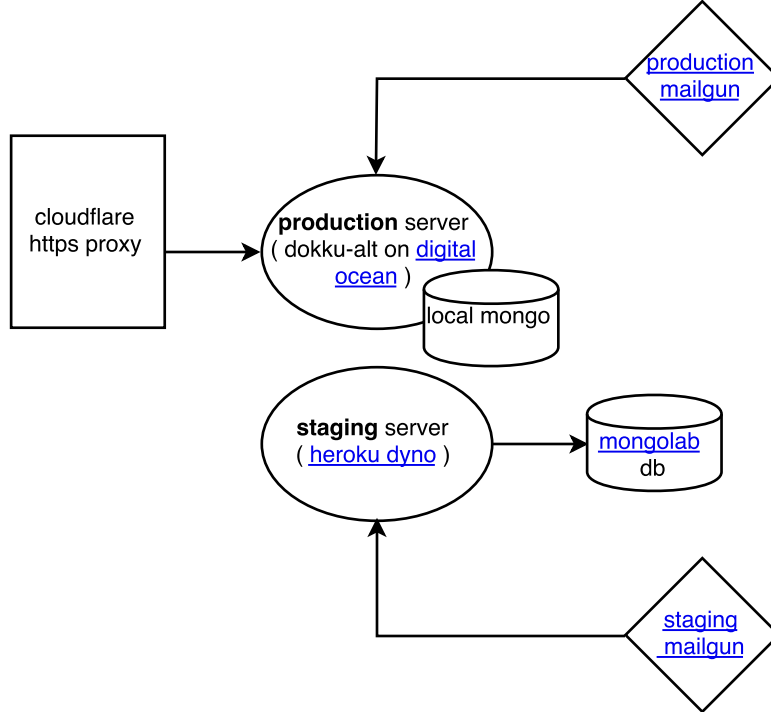 production
mailgun
cloudflare
https proxy
production server
( dokku-alt on digital
ocean )
local mongo
staging server
( heroku dyno )
mongolab
db
staging
mailgun